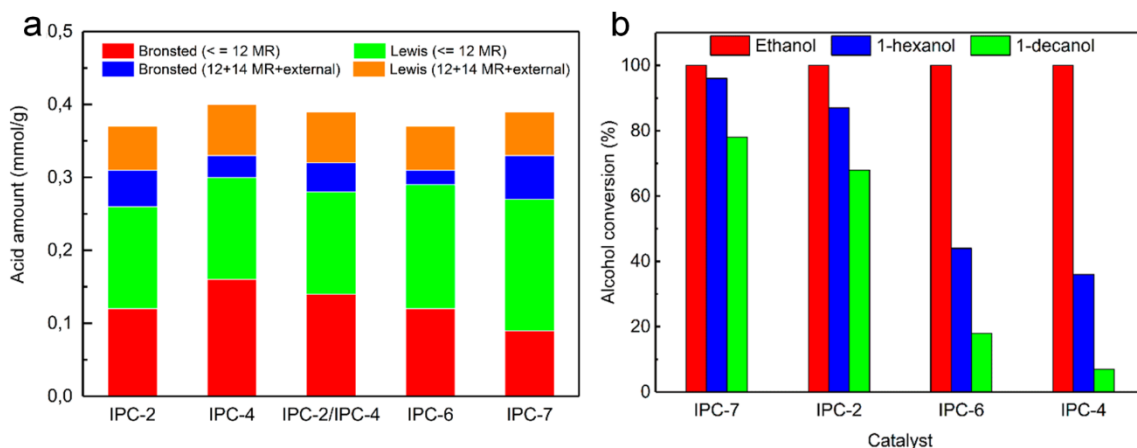 a
0,5
0,4
0,3
0,2
0,1
0,0
Acid amount (mmol/g)
Bronsted (< = 12 MR)
Lewis (<= 12 MR)
Bronsted (12+14 MR+external)
Lewis (12+14 MR+external)
IPC-2
IPC-4
IPC-2/IPC-4
IPC-6
IPC-7
b
Ethanol
1-hexanol
1-decanol
100
80
60
40
20
0
Alcohol conversion (%)
IPC-7
IPC-2
IPC-6
IPC-4
Catalyst